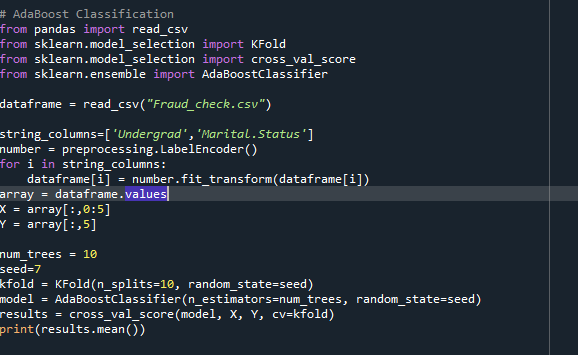 # AdaBoost Classification
from pandas import read_csv
from sklearn.model_selection import KFold
from sklearn.model_selection import cross_val_score
from sklearn.ensemble import AdaBoostClassifier

dataframe = read_csv("Fraud_check.csv")

string_columns=['Undergrad','Marital.Status']
number = preprocessing.LabelEncoder()
for i in string_columns:
    dataframe[i] = number.fit_transform(dataframe[i])
array = dataframe.values
X = array[:,0:5]
Y = array[:,5]

num_trees = 10
seed=7
kfold = KFold(n_splits=10, random_state=seed)
model = AdaBoostClassifier(n_estimators=num_trees, random_state=seed)
results = cross_val_score(model, X, Y, cv=kfold)
print(results.mean())